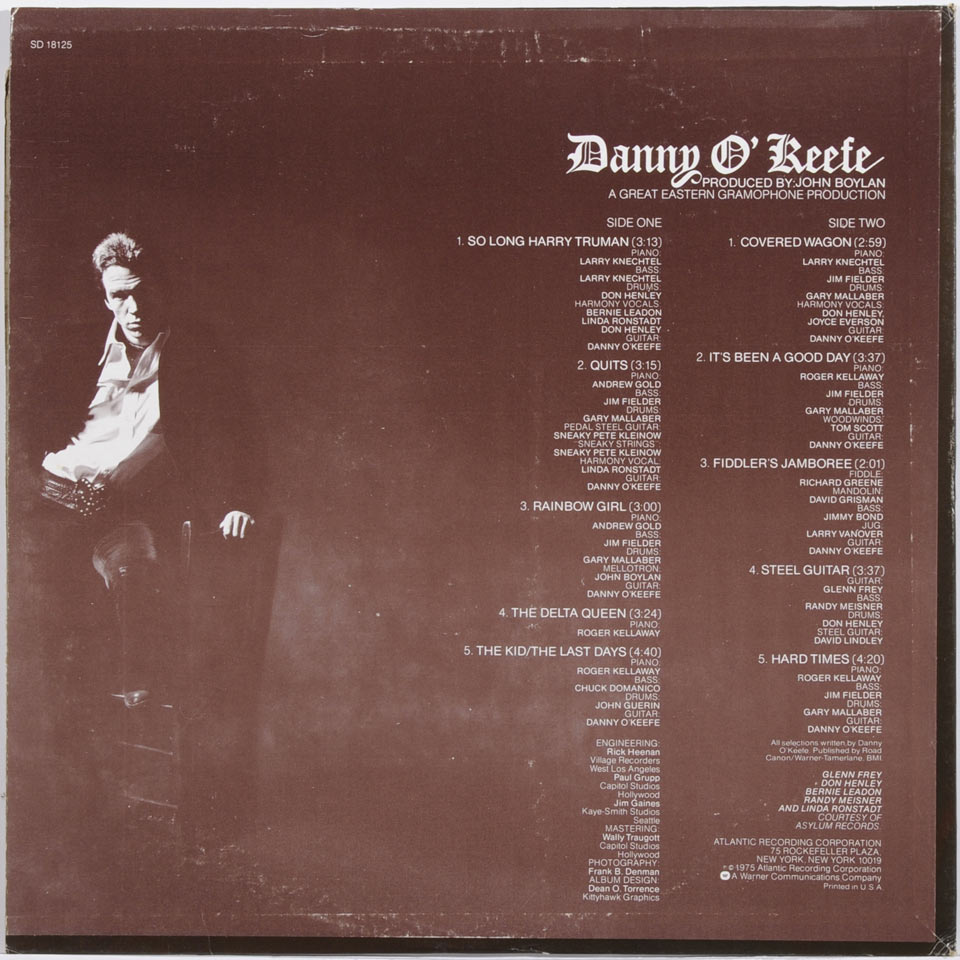 SD 18125
Danny O'Keefe
PRODUCED BY: JOHN BOYLAN
A GREAT EASTERN GRAMOPHONE PRODUCTION
SIDE ONE
1. SO LONG HARRY TRUMAN (3:13)
PIANO:
LARRY KNECHTEL
BASS:
LARRY KNECHTEL
DRUMS:
DON HENLEY
HARMONY VOCALS:
BERNIE LEADON
LINDA RONSTADT
DON HENLEY
GUITAR:
DANNY O'KEEFE
2. QUITS (3:15)
PIANO:
ANDREW GOLD
BASS:
JIM FIELDER
DRUMS:
GARY MALLABER
PEDAL STEEL GUITAR:
SNEAKY PETE KLEINOW
"SNEAKY STRINGS":
SNEAKY PETE KLEINOW
HARMONY VOCAL:
LINDA RONSTADT
GUITAR:
DANNY O'KEEFE
3. RAINBOW GIRL (3:00)
PIANO:
ANDREW GOLD
BASS:
JIM FIELDER
DRUMS:
GARY MALLABER
MELLOTRON:
JOHN BOYLAN
GUITAR:
DANNY O'KEEFE
4. THE DELTA QUEEN (3:24)
PIANO:
ROGER KELLAWAY
5. THE KID/THE LAST DAYS (4:40)
PIANO:
ROGER KELLAWAY
BASS:
CHUCK DOMANICO
DRUMS:
JOHN GUERIN
GUITAR:
DANNY O'KEEFE
ENGINEERING:
Rick Heenan
Village Recorders
West Los Angeles
Paul Grupp
Capitol Studios
Hollywood
Jim Gaines
Kaye-Smith Studios
Seattle
MASTERING:
Wally Traugott
Capitol Studios
Hollywood
PHOTOGRAPHY:
Frank B. Denman
ALBUM DESIGN:
Dean O. Torrence
Kittyhawk Graphics
SIDE TWO
1. COVERED WAGON (2:59)
PIANO:
LARRY KNECHTEL
BASS:
JIM FIELDER
DRUMS:
GARY MALLABER
HARMONY VOCALS:
DON HENLEY,
JOYCE EVERSON
GUITAR:
DANNY O'KEEFE
2. IT'S BEEN A GOOD DAY (3:37)
PIANO:
ROGER KELLAWAY
BASS:
JIM FIELDER
DRUMS:
GARY MALLABER
WOODWINDS:
TOM SCOTT
GUITAR:
DANNY O'KEEFE
3. FIDDLER'S JAMBOREE (2:01)
FIDDLE:
RICHARD GREENE
MANDOLIN:
DAVID GRISMAN
BASS:
JIMMY BOND
JUG:
LARRY VANOVER
GUITAR:
DANNY O'KEEFE
4. STEEL GUITAR (3:37)
GUITAR:
GLENN FREY
BASS:
RANDY MEISNER
DRUMS:
DON HENLEY
STEEL GUITAR:
DAVID LINDLEY
5. HARD TIMES (4:20)
PIANO:
ROGER KELLAWAY
BASS:
JIM FIELDER
DRUMS:
GARY MALLABER
GUITAR:
DANNY O'KEEFE
All selections written by Danny
O'Keefe. Published by Road
Canon/Warner-Tamerlane, BMI
GLENN FREY
DON HENLEY
BERNIE LEADON
RANDY MEISNER
AND LINDA RONSTADT
COURTESY OF
ASYLUM RECORDS.
ATLANTIC RECORDING CORPORATION
75 ROCKEFELLER PLAZA,
NEW YORK, NEW YORK 10019
℗ © 1975 Atlantic Recording Corporation
A Warner Communications Company
Printed in U S A